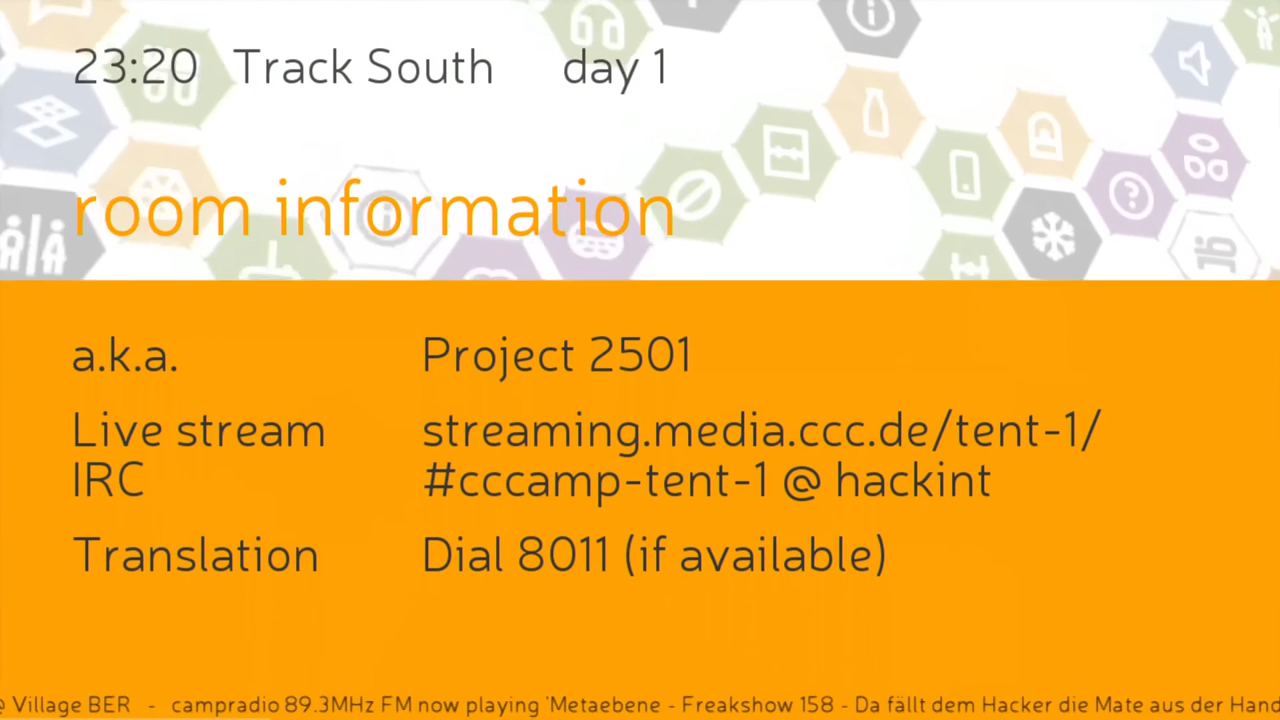 23:20 Track South day 1
room information
a.k.a. Project 2501
Live stream streaming.media.ccc.de/tent-1/
IRC #cccamp-tent-1 @ hackint
Translation Dial 8011 (if available)
@ Village BER - campradio 89.3MHz FM now playing 'Metaebene - Freakshow 158 - Da fällt dem Hacker die Mate aus der Hand